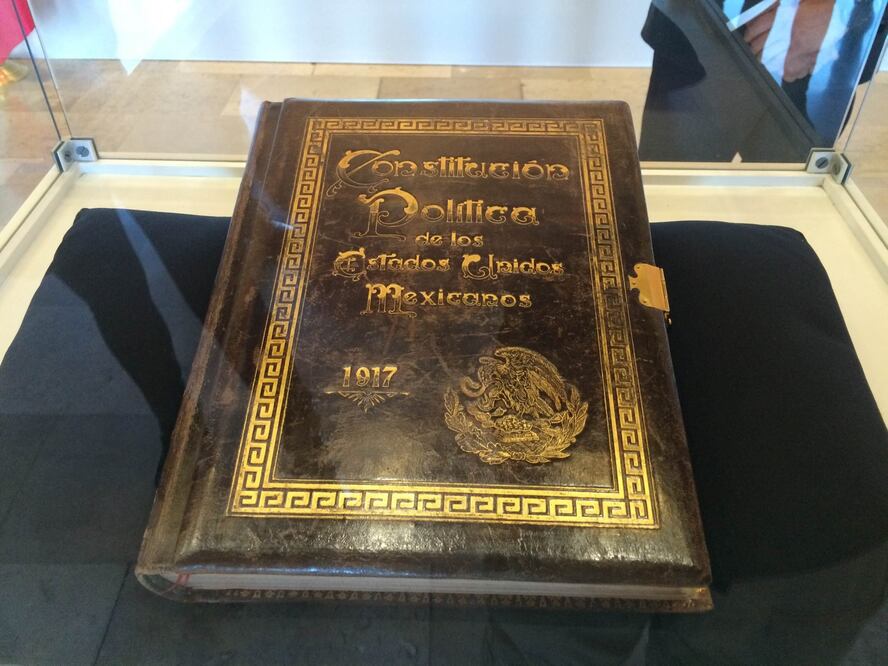 Constitución
Política
de los
Estados Unidos
Mexicanos
1917